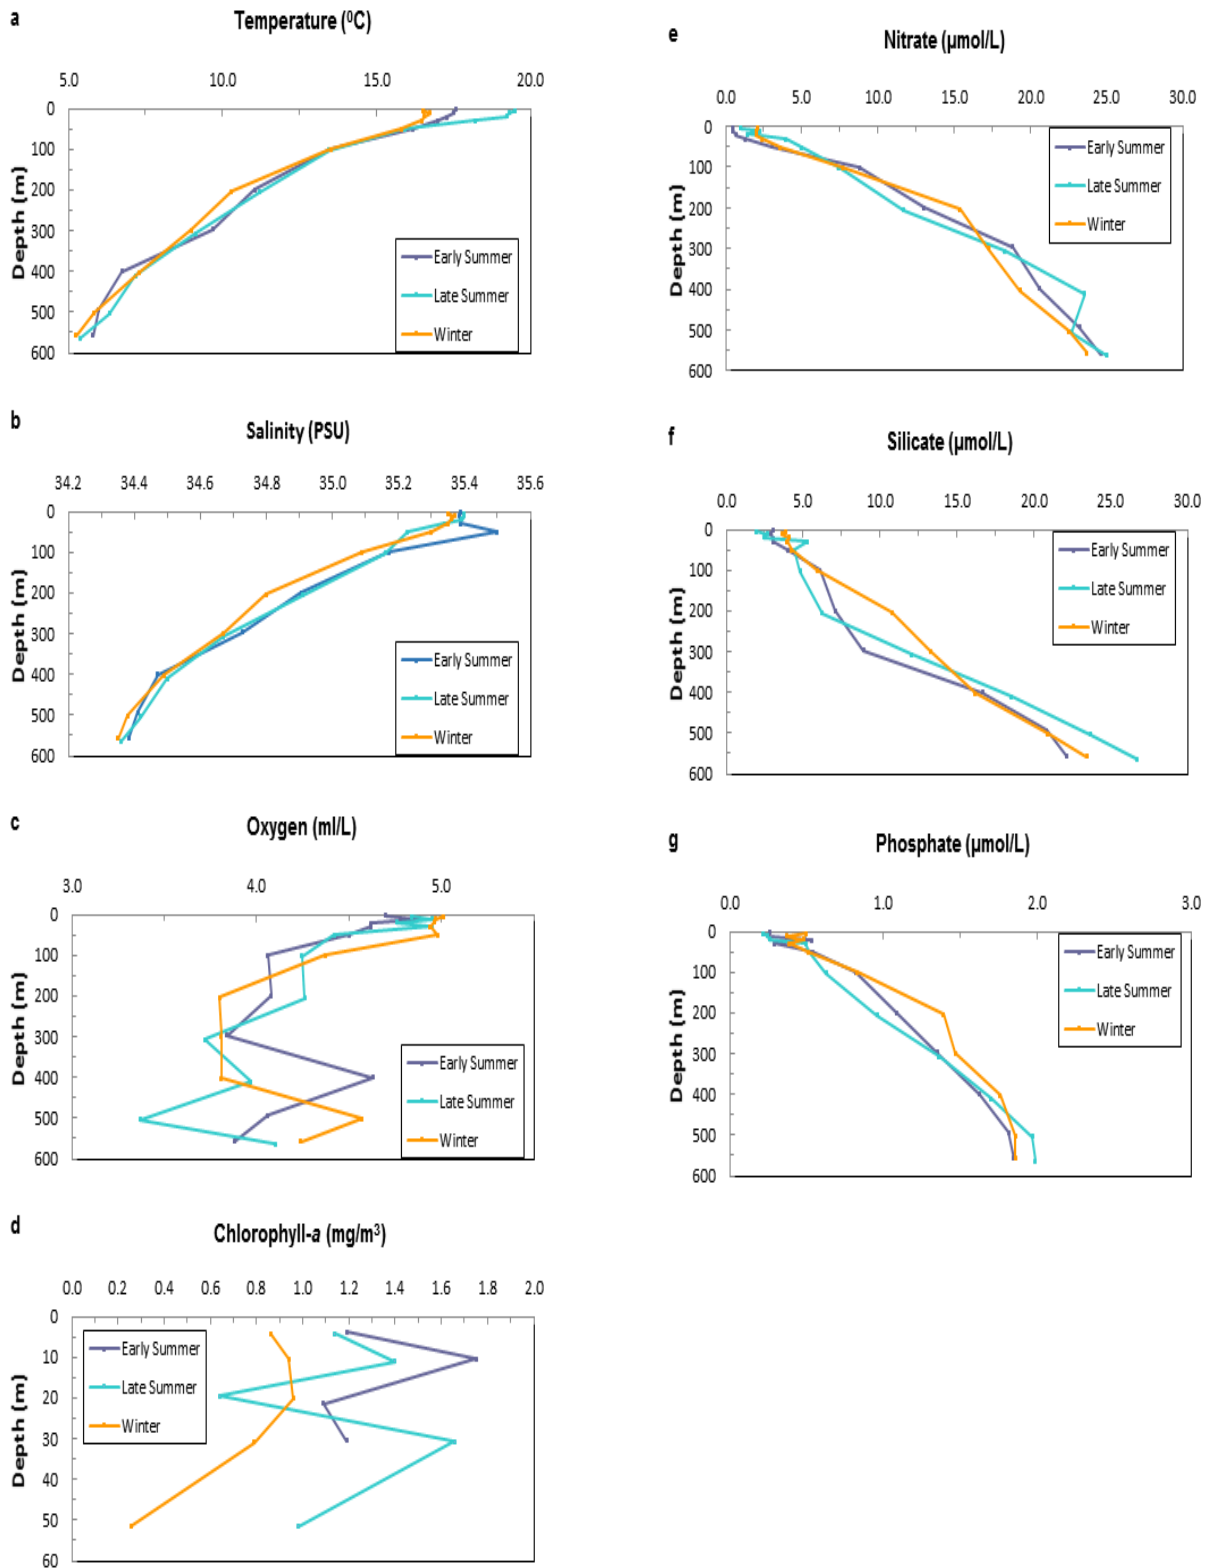 a
Temperature (⁰C)
5.0 10.0 15.0 20.0
0
100
200
300
400
500
600
Depth (m)
Early Summer
Late Summer
Winter
b
Salinity (PSU)
34.2 34.4 34.6 34.8 35.0 35.2 35.4 35.6
0
100
200
300
400
500
600
Depth (m)
Early Summer
Late Summer
Winter
c
Oxygen (ml/L)
3.0 4.0 5.0
0
100
200
300
400
500
600
Depth (m)
Early Summer
Late Summer
Winter
d
Chlorophyll-a (mg/m³)
0.0 0.2 0.4 0.6 0.8 1.0 1.2 1.4 1.6 1.8 2.0
0
10
20
30
40
50
60
Depth (m)
Early Summer
Late Summer
Winter
e
Nitrate (µmol/L)
0.0 5.0 10.0 15.0 20.0 25.0 30.0
0
100
200
300
400
500
600
Depth (m)
Early Summer
Late Summer
Winter
f
Silicate (µmol/L)
0.0 5.0 10.0 15.0 20.0 25.0 30.0
0
100
200
300
400
500
600
Depth (m)
Early Summer
Late Summer
Winter
g
Phosphate (µmol/L)
0.0 1.0 2.0 3.0
0
100
200
300
400
500
600
Depth (m)
Early Summer
Late Summer
Winter